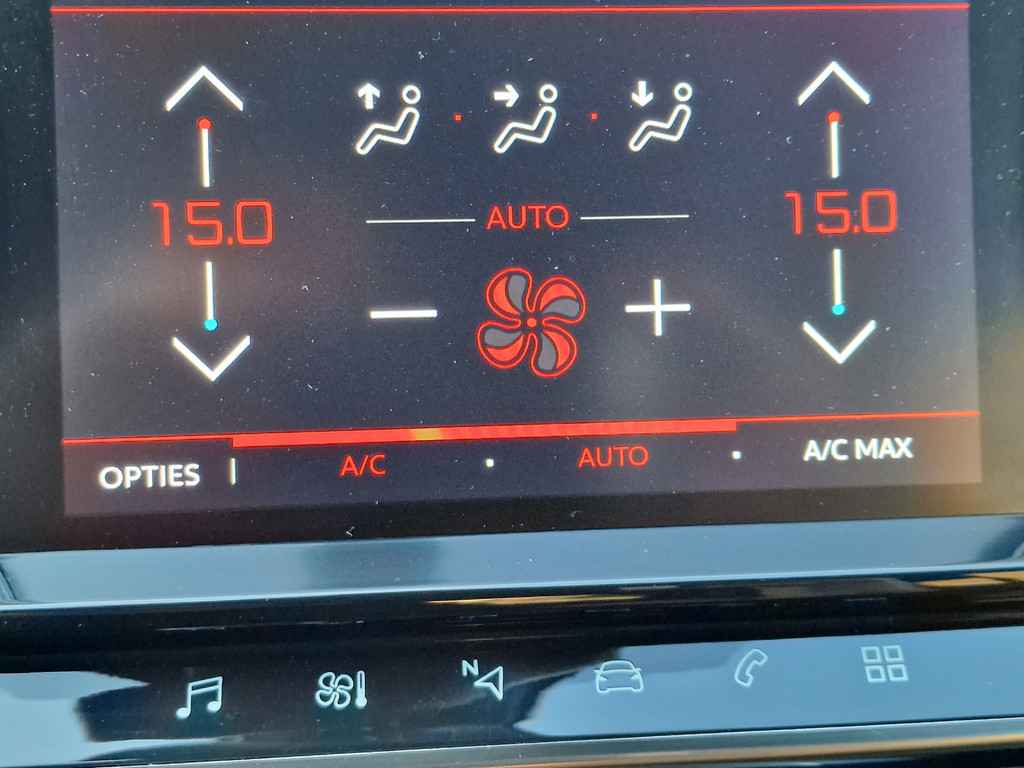 15.0
AUTO
15.0
OPTIES
A/C
AUTO
A/C MAX
N